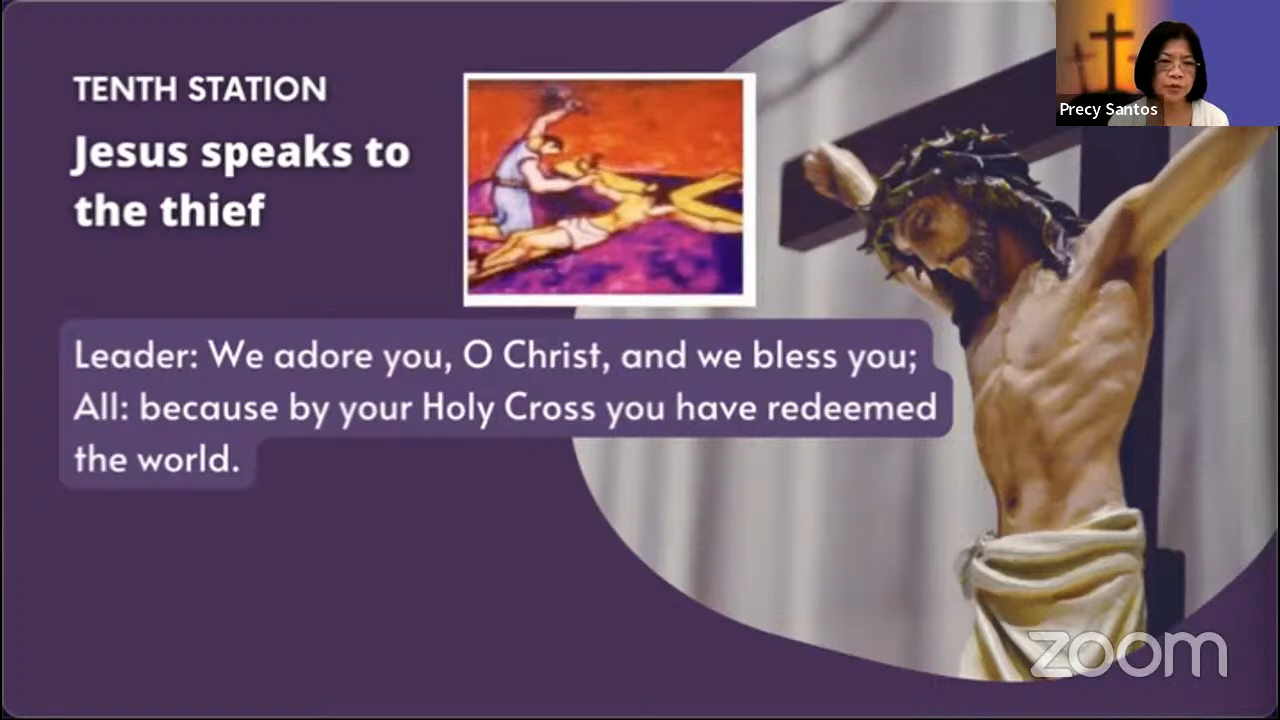 TENTH STATION
Jesus speaks to
the thief
Leader: We adore you, O Christ, and we bless you;
All: because by your Holy Cross you have redeemed
the world.
Precy Santos
zoom